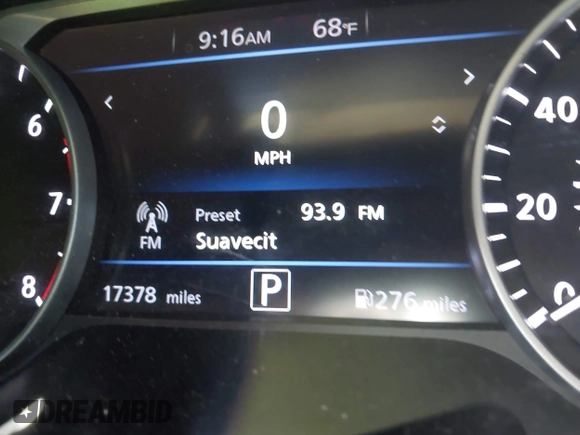 9:16AM 68°F
6 40
0
MPH
7 Preset 93.9 FM 20
FM Suavecit
8 17378 miles P 276 miles 0
DREAMBID